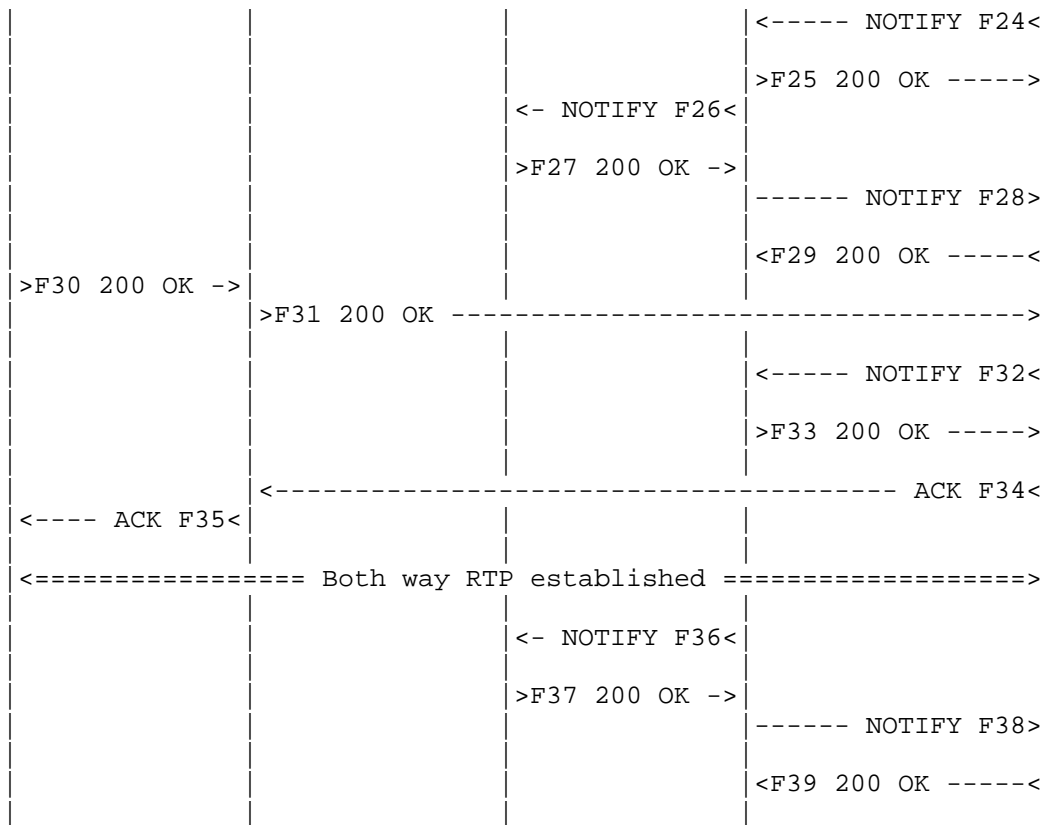 <----- NOTIFY F24<
>F25 200 OK ----->
<- NOTIFY F26<
>F27 200 OK ->
------ NOTIFY F28>
<F29 200 OK -----<
>F30 200 OK ->
>F31 200 OK ------------------------------------>
<----- NOTIFY F32<
>F33 200 OK ----->
<--------------------------------------- ACK F34<
<---- ACK F35<
<================= Both way RTP established ===================>
<- NOTIFY F36<
>F37 200 OK ->
------ NOTIFY F38>
<F39 200 OK -----<